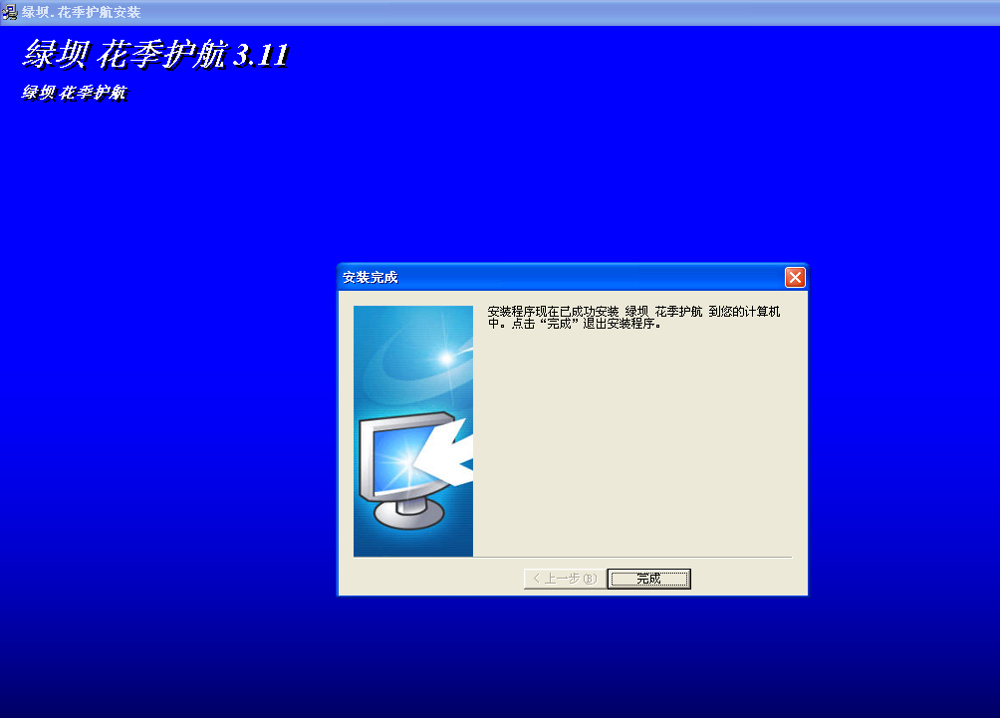 绿坝.花季护航安装
绿坝 花季护航 3.11
绿坝 花季护航
安装完成
安装程序现在已成功安装 绿坝 花季护航 到您的计算机
中。点击“完成”退出安装程序。
< 上一步(B)
完成